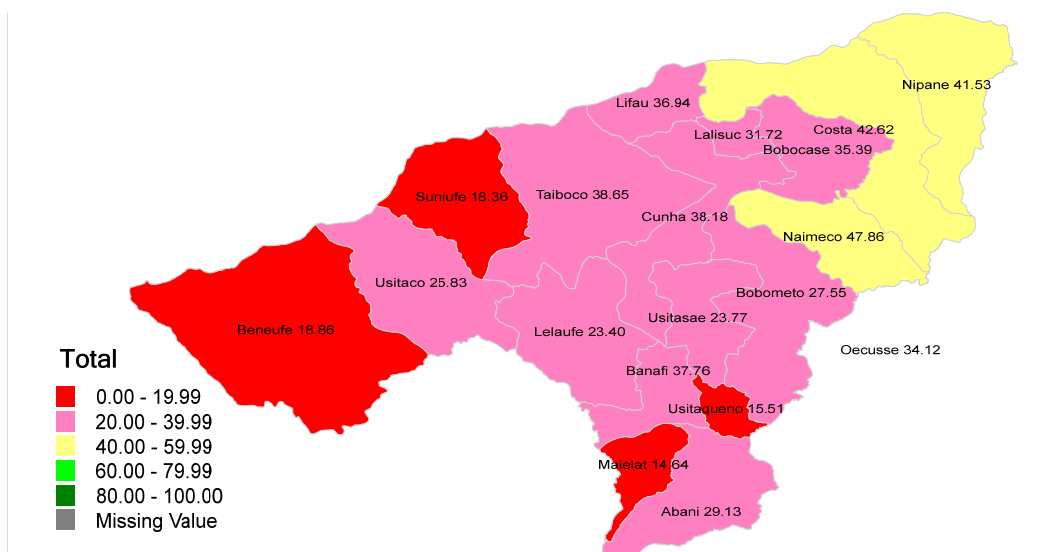 Nipane 41.53
Lifau 36.94
Costa 42.62
Lalisuc 31.72
Bobocase 35.39
Suniufe 18.36
Taiboco 38.65
Cunha 38.18
Naimeco 47.86
Usitaco 25.83
Bobometo 27.55
Usitasae 23.77
Beneufe 18.86
Lelaufe 23.40
Oecusse 34.12
Banafi 37.76
Usitaqueno 15.51
Malelat 14.64
Abani 29.13
Total
0.00 - 19.99
20.00 - 39.99
40.00 - 59.99
60.00 - 79.99
80.00 - 100.00
Missing Value